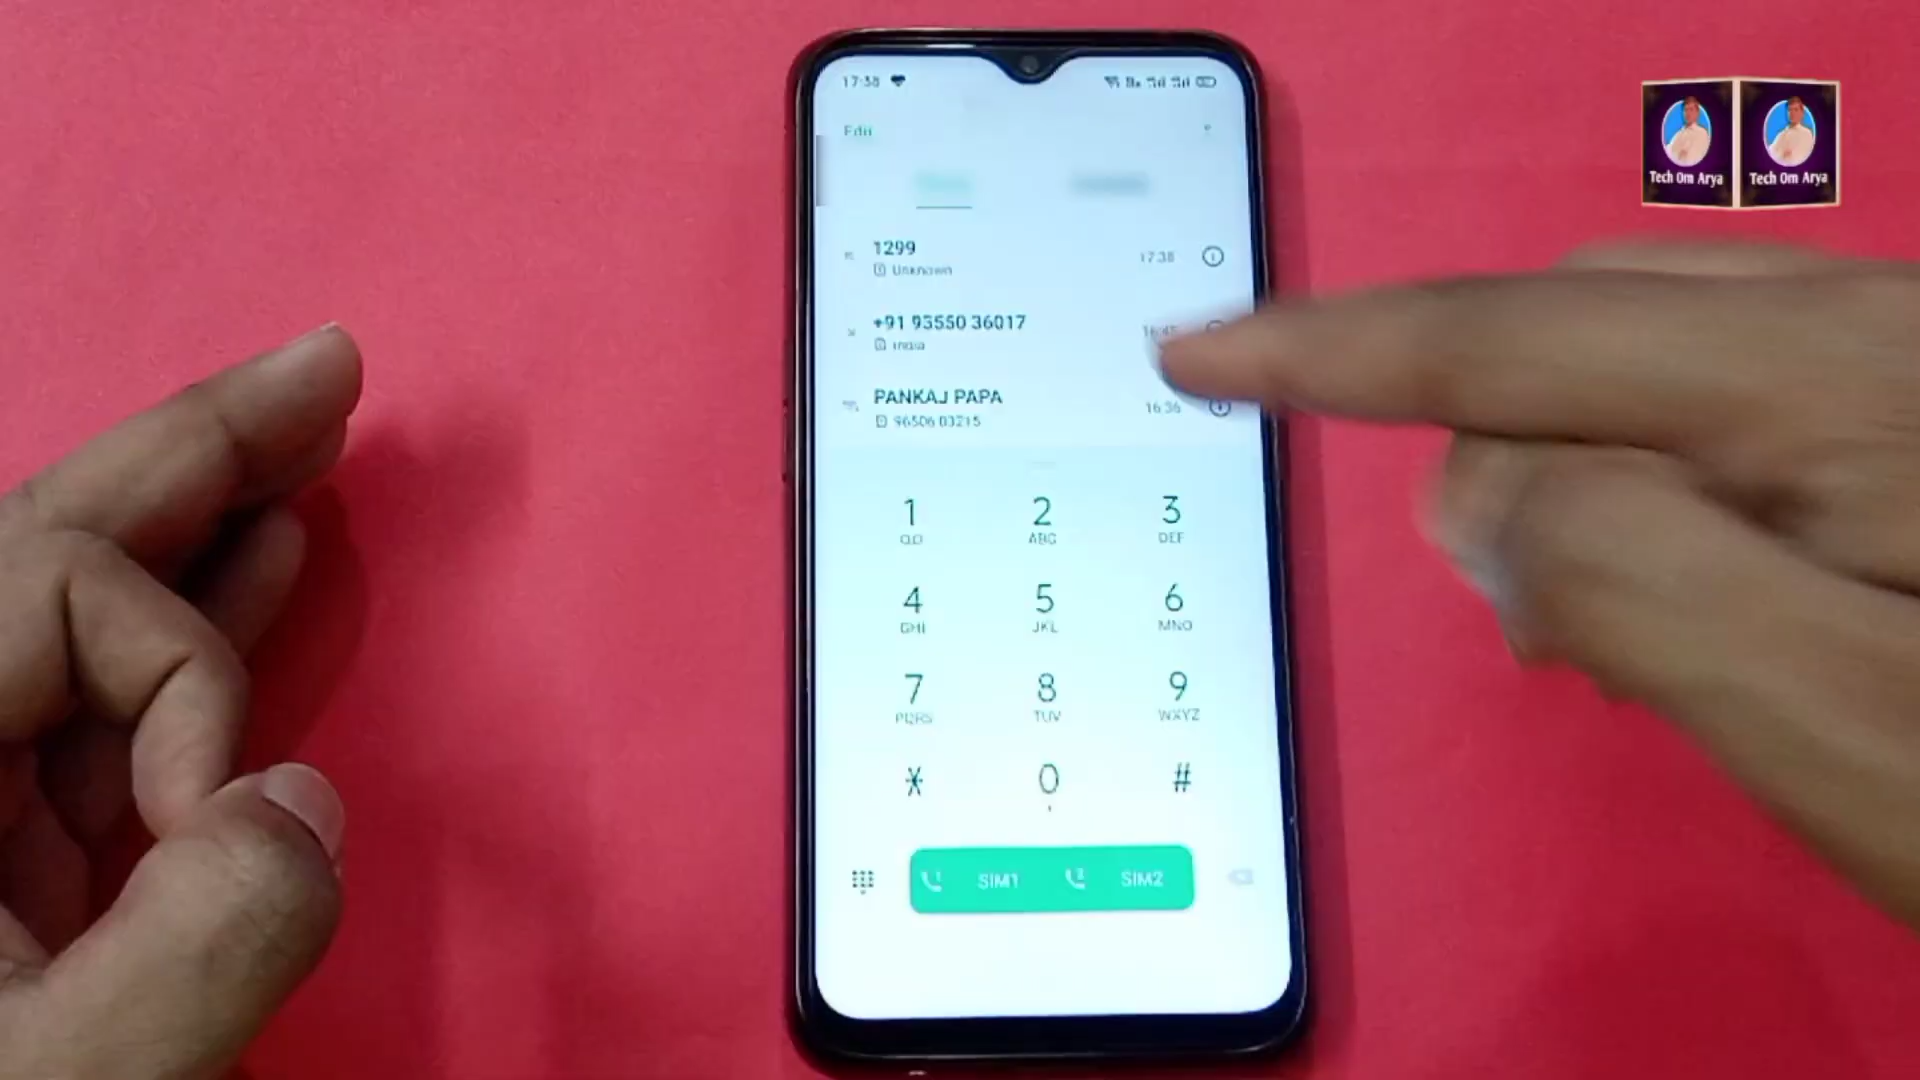 17:38
Tech Om Arya Tech Om Arya
Edit
1299
Unknown
17:38
+91 93550 36017
India
PANKAJ PAPA
96506 03215
16:36
1 2 3
ABC DEF
4 5 6
GHI JKL MNO
7 8 9
PQRS TUV WXYZ
* 0 #
SIM1 SIM2